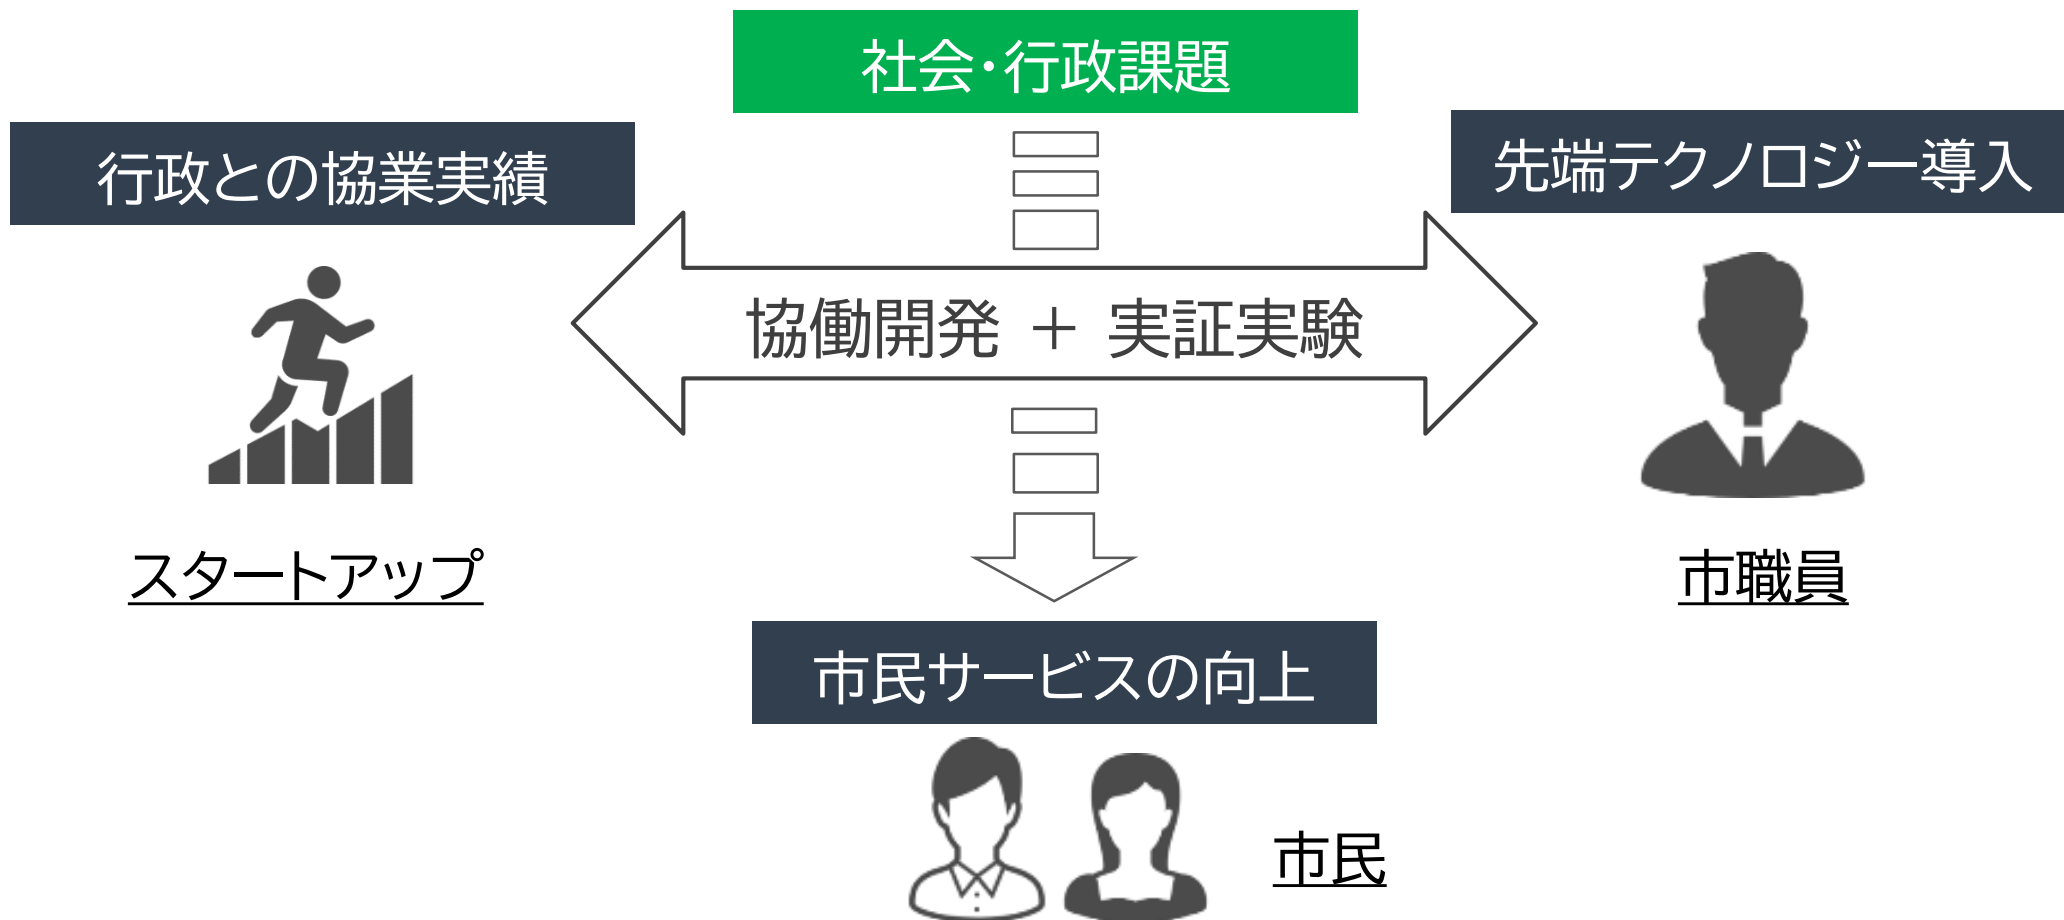 社会・行政課題
行政との協業実績
先端テクノロジー導入
協働開発 ＋ 実証実験
スタートアップ
市職員
市民サービスの向上
市民